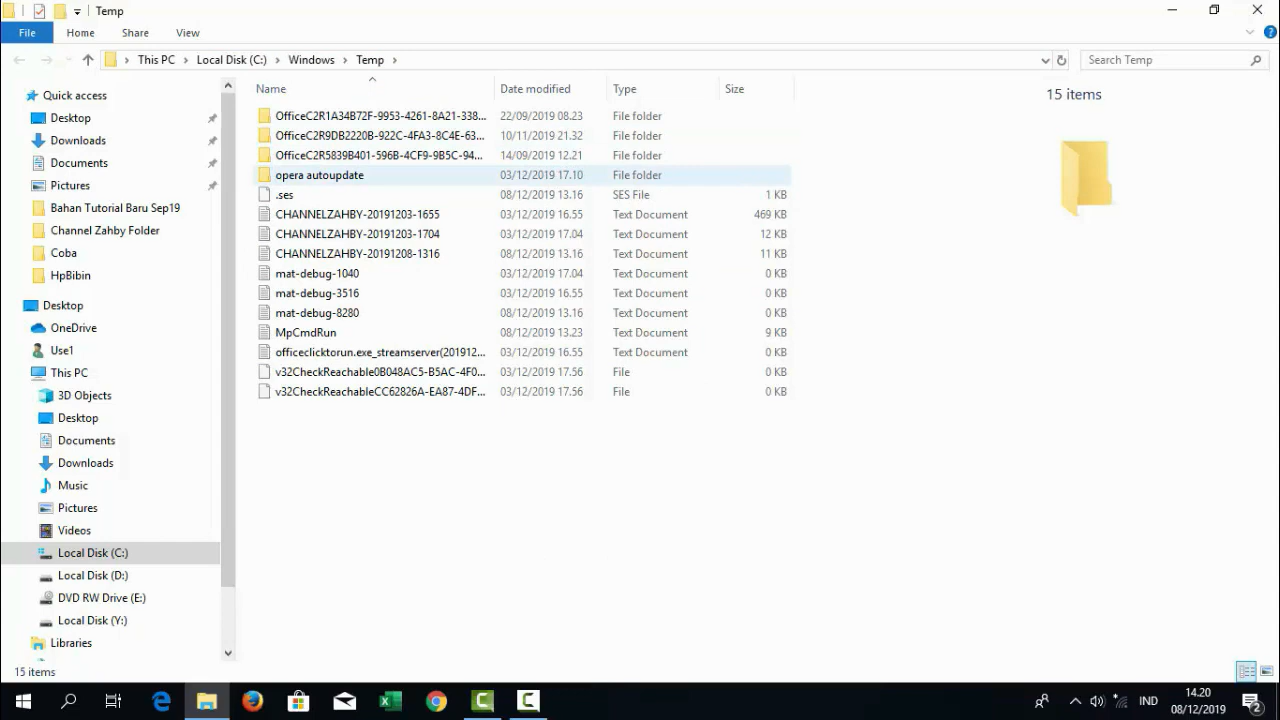 Temp
File Home Share View
This PC Local Disk (C:) Windows Temp
Search Temp
Name Date modified Type Size
OfficeC2R1A34B72F-9953-4261-8A21-338... 22/09/2019 08.23 File folder
OfficeC2R9DB2220B-922C-4FA3-8C4E-63... 10/11/2019 21.32 File folder
OfficeC2R5839B401-596B-4CF9-9B5C-94... 14/09/2019 12.21 File folder
opera autoupdate 03/12/2019 17.10 File folder
.ses 08/12/2019 13.16 SES File 1 KB
CHANNELZAHBY-20191203-1655 03/12/2019 16.55 Text Document 469 KB
CHANNELZAHBY-20191203-1704 03/12/2019 17.04 Text Document 12 KB
CHANNELZAHBY-20191208-1316 08/12/2019 13.16 Text Document 11 KB
mat-debug-1040 03/12/2019 17.04 Text Document 0 KB
mat-debug-3516 03/12/2019 16.55 Text Document 0 KB
mat-debug-8280 08/12/2019 13.16 Text Document 0 KB
MpCmdRun 08/12/2019 13.23 Text Document 9 KB
officeclicktorun.exe_streamserver(201912... 03/12/2019 16.55 Text Document 0 KB
v32CheckReachable0B048AC5-B5AC-4F0... 03/12/2019 17.56 File 0 KB
v32CheckReachableCC62826A-EA87-4DF... 03/12/2019 17.56 File 0 KB
15 items
Quick access
Desktop
Downloads
Documents
Pictures
Bahan Tutorial Baru Sep19
Channel Zahby Folder
Coba
HpBibin
Desktop
OneDrive
Use1
This PC
3D Objects
Desktop
Documents
Downloads
Music
Pictures
Videos
Local Disk (C:)
Local Disk (D:)
DVD RW Drive (E:)
Local Disk (Y:)
Libraries
15 items
IND
14.20
08/12/2019
2